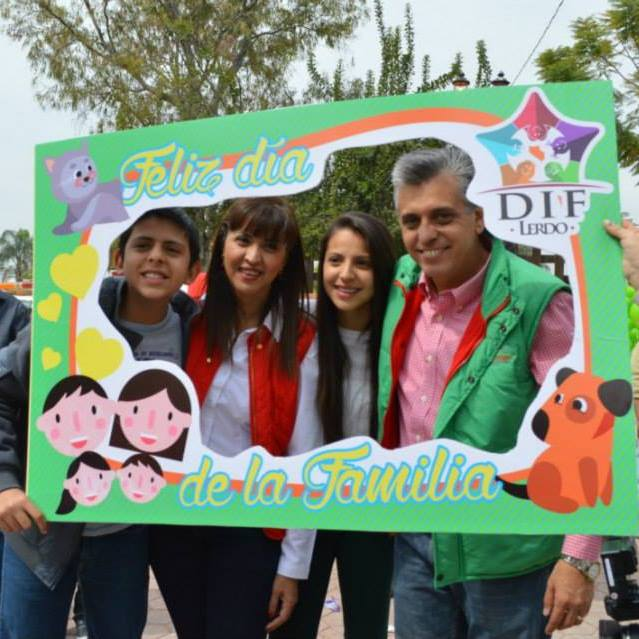 Feliz día
DIF
• LERDO •
de la Familia